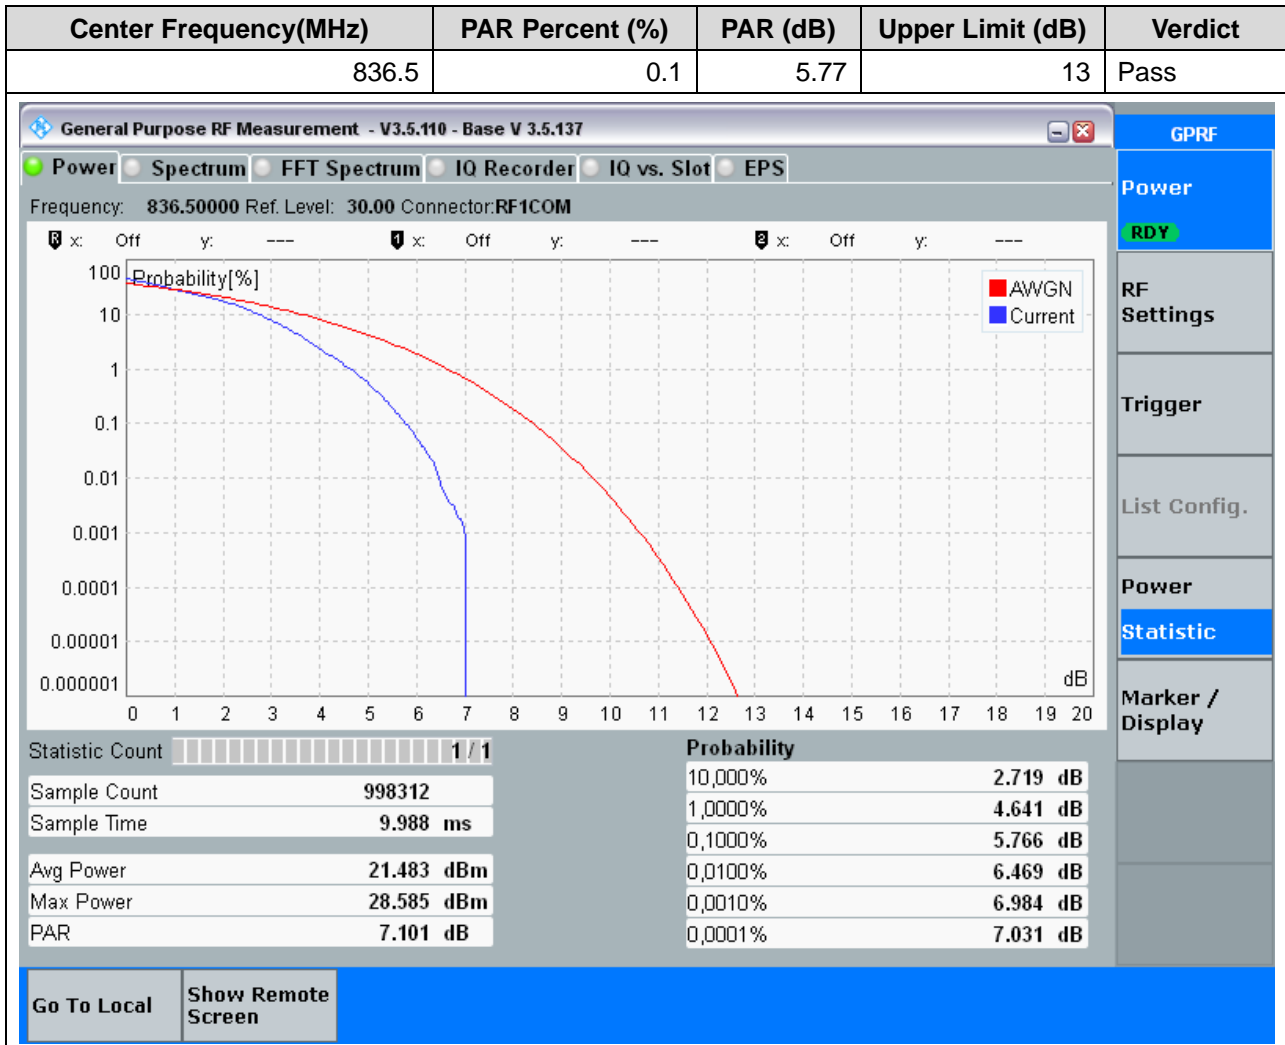 Center Frequency(MHz) PAR Percent (%) PAR (dB) Upper Limit (dB) Verdict
836.5 0.1 5.77 13 Pass
General Purpose RF Measurement - V3.5.110 - Base V 3.5.137
GPRF
Power Spectrum FFT Spectrum IQ Recorder IQ vs. Slot EPS
Frequency: 836.50000 Ref. Level: 30.00 Connector:RF1COM
R x: Off y: --- 1 x: Off y: --- 2 x: Off y: ---
Probability[%]
100
10
1
0.1
0.01
0.001
0.0001
0.00001
0.000001
AWGN
Current
dB
0 1 2 3 4 5 6 7 8 9 10 11 12 13 14 15 16 17 18 19 20
Statistic Count 1 / 1
Sample Count 998312
Sample Time 9.988 ms
Avg Power 21.483 dBm
Max Power 28.585 dBm
PAR 7.101 dB
Probability
10,000% 2.719 dB
1,0000% 4.641 dB
0,1000% 5.766 dB
0,0100% 6.469 dB
0,0010% 6.984 dB
0,0001% 7.031 dB
Power
RDY
RF
Settings
Trigger
List Config.
Power
Statistic
Marker /
Display
Go To Local
Show Remote
Screen